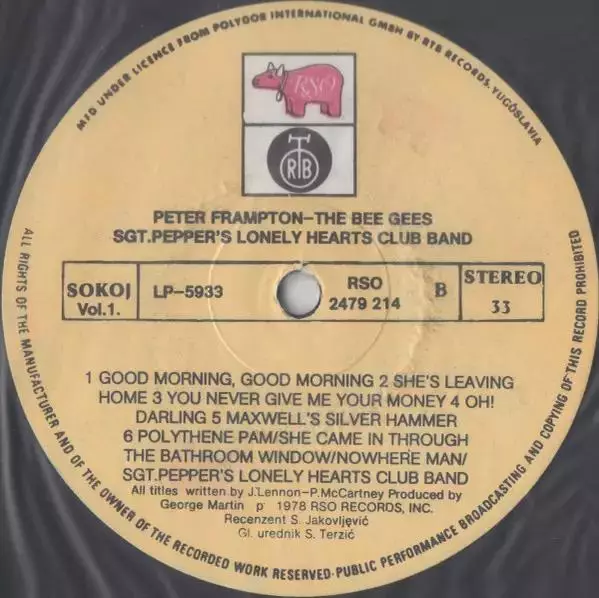 MFD UNDER LICENCE FROM POLYDOR INTERNATIONAL GMBH BY RTB RECORDS, YUGOSLAVIA
RSO
RTB
PETER FRAMPTON-THE BEE GEES
SGT.PEPPER'S LONELY HEARTS CLUB BAND
SOKOJ
Vol.1.
LP-5933
RSO
2479 214
B
STEREO
33
1 GOOD MORNING, GOOD MORNING 2 SHE'S LEAVING
HOME 3 YOU NEVER GIVE ME YOUR MONEY 4 OH!
DARLING 5 MAXWELL'S SILVER HAMMER
6 POLYTHENE PAM/SHE CAME IN THROUGH
THE BATHROOM WINDOW/NOWHERE MAN/
SGT.PEPPER'S LONELY HEARTS CLUB BAND
All titles written by J.Lennon-P.McCartney Produced by
George Martin p 1978 RSO RECORDS, INC.
Recenzent S. Jakovljević
Gl. urednik S. Terzić
ALL RIGHTS OF THE MANUFACTURER AND OF THE OWNER OF THE RECORDED WORK RESERVED·PUBLIC PERFORMANCE BROADCASTING AND COPYING OF THIS RECORD PROHIBITED